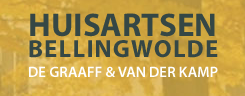 HUISARTSEN
BELLINGWOLDE
DE GRAAFF & VAN DER KAMP